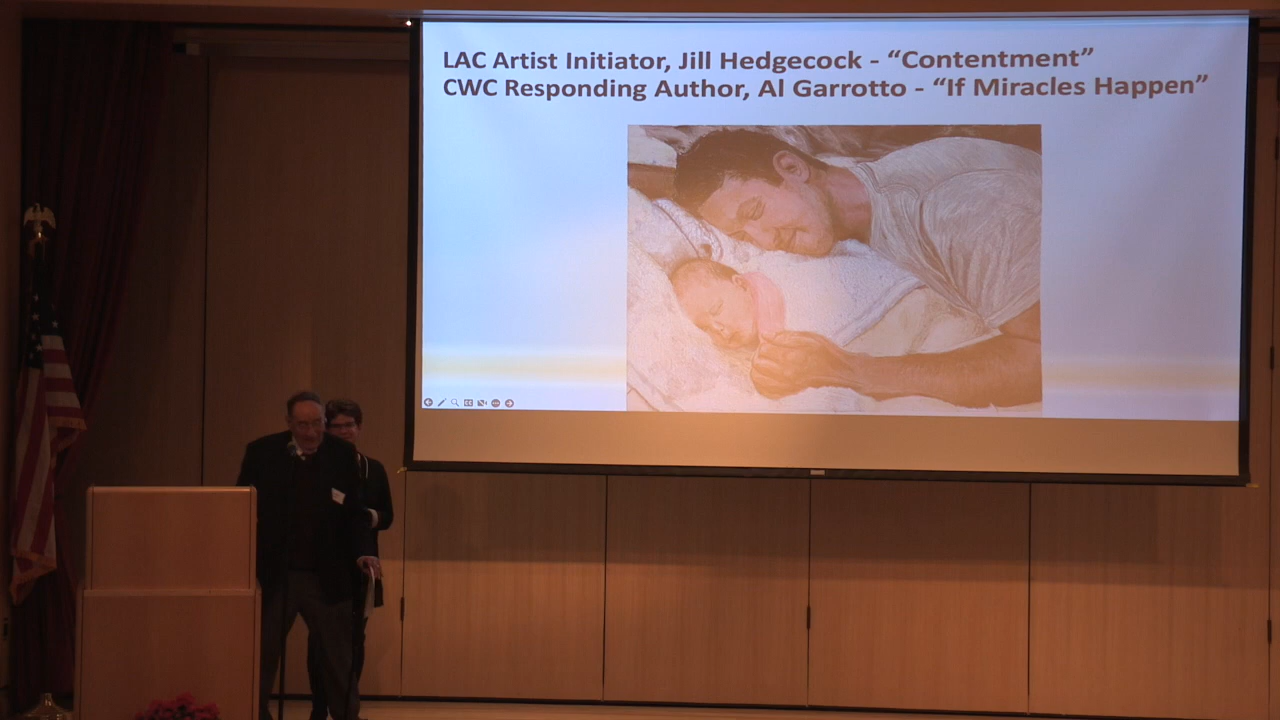 LAC Artist Initiator, Jill Hedgecock - “Contentment”
CWC Responding Author, Al Garrotto - “If Miracles Happen”